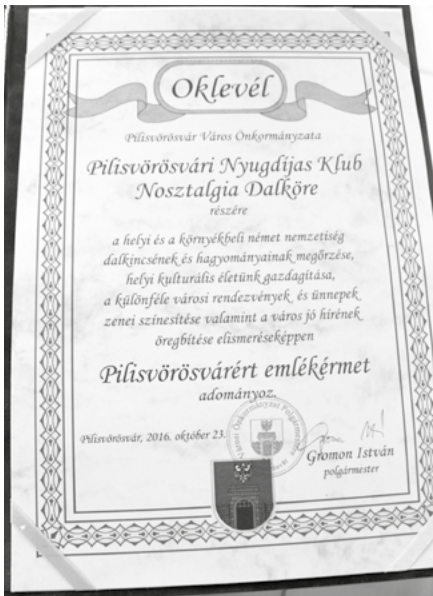 Oklevél
Pilisvörösvár Város Önkormányzata
Pilisvörösvári Nyugdíjas Klub
Nosztalgia Dalköre
részére
a helyi és a környékbeli német nemzetiség
dalkincsének és hagyományainak megőrzése,
helyi kulturális életünk gazdagítása,
a különféle városi rendezvények és ünnepek
zenei színesítése valamint a város jó hírének
öregbítése elismeréseképpen
Pilisvörösvárért emlékérmet
adományoz.
Pilisvörösvár, 2016. október 23.
Gromon István
polgármester